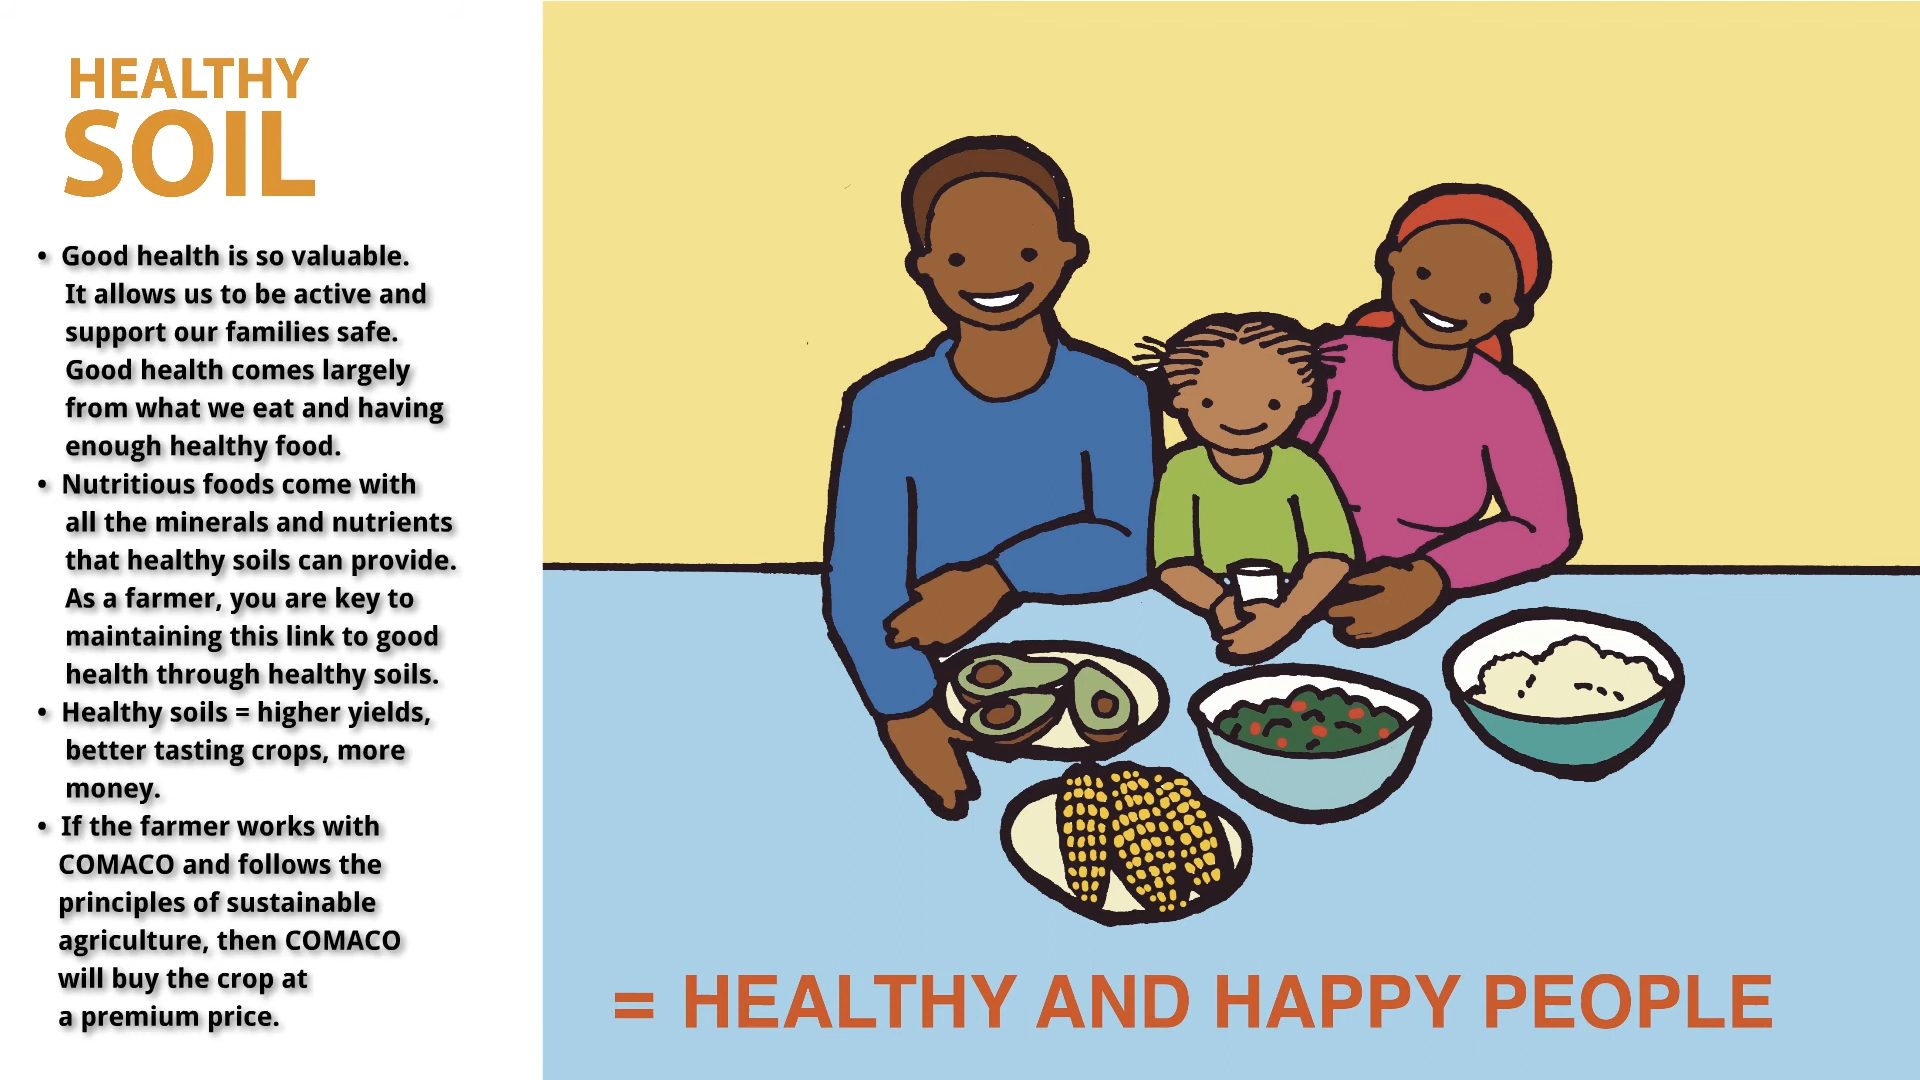 HEALTHY
SOIL
• Good health is so valuable.
It allows us to be active and
support our families safe.
Good health comes largely
from what we eat and having
enough healthy food.
• Nutritious foods come with
all the minerals and nutrients
that healthy soils can provide.
As a farmer, you are key to
maintaining this link to good
health through healthy soils.
• Healthy soils = higher yields,
better tasting crops, more
money.
• If the farmer works with
COMACO and follows the
principles of sustainable
agriculture, then COMACO
will buy the crop at
a premium price.
= HEALTHY AND HAPPY PEOPLE